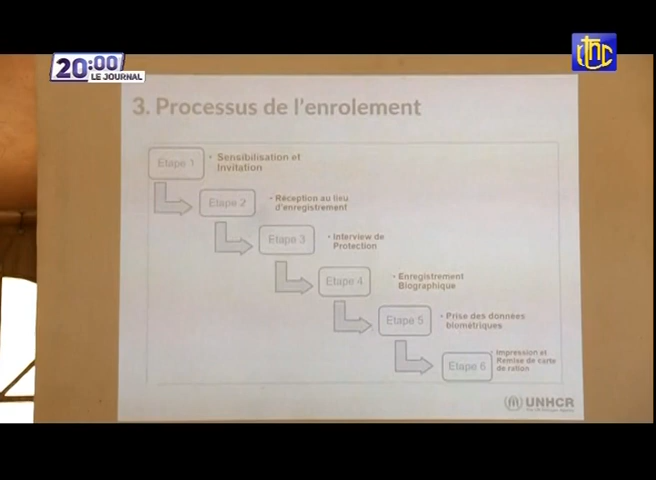 20:00
LE JOURNAL
3. Processus de l'enrolement
Etape 1
• Sensibilisation et
Invitation
Etape 2
• Réception au lieu
d'enregistrement
Etape 3
• Interview de
Protection
Etape 4
• Enregistrement
Biographique
Etape 5
• Prise des données
biométriques
Etape 6
• Impression et
Remise de carte
de ration
UNHCR